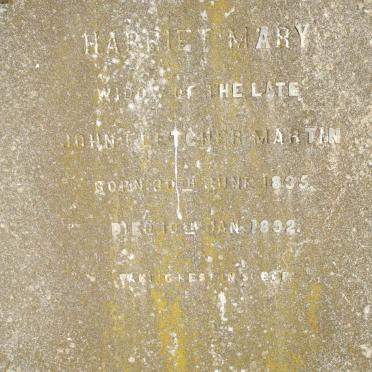 HARRIET MARY
WIDOW OF THE LATE
JOHN FLETCHER MARTIN
BORN 30TH JUNE 1835.
DIED 10TH JAN. 1892.